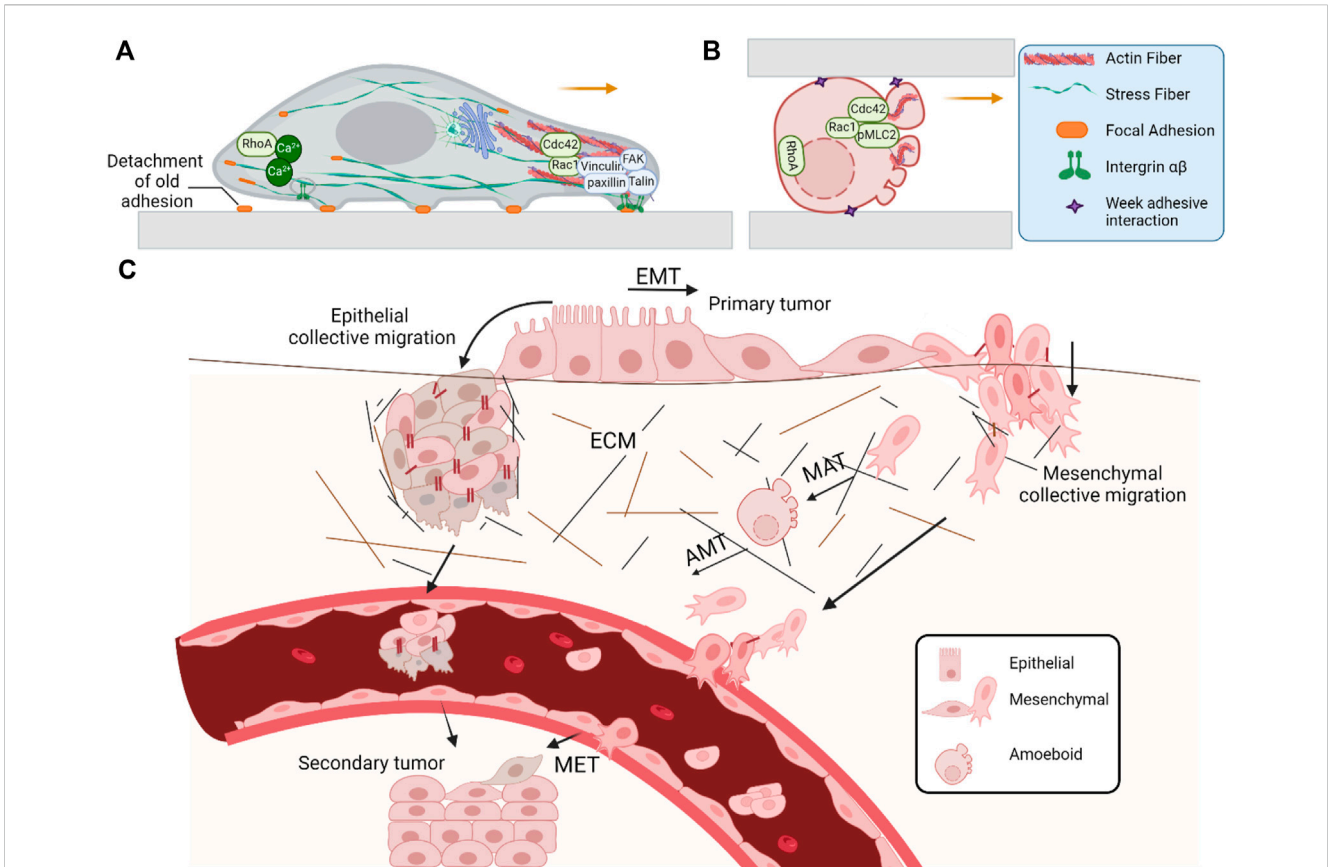 A
RhoA
Ca²⁺
Ca²⁺
Cdc42
Rac1
Vinculin
FAK
paxillin
Talin
Detachment
of old
adhesion
B
Cdc42
Rac1
pMLC2
RhoA
Actin Fiber
Stress Fiber
Focal Adhesion
Intergrin αβ
Week adhesive
interaction
C
EMT
Primary tumor
Epithelial
collective migration
ECM
MAT
Mesenchymal
collective migration
AMT
Secondary tumor
MET
Epithelial
Mesenchymal
Amoeboid